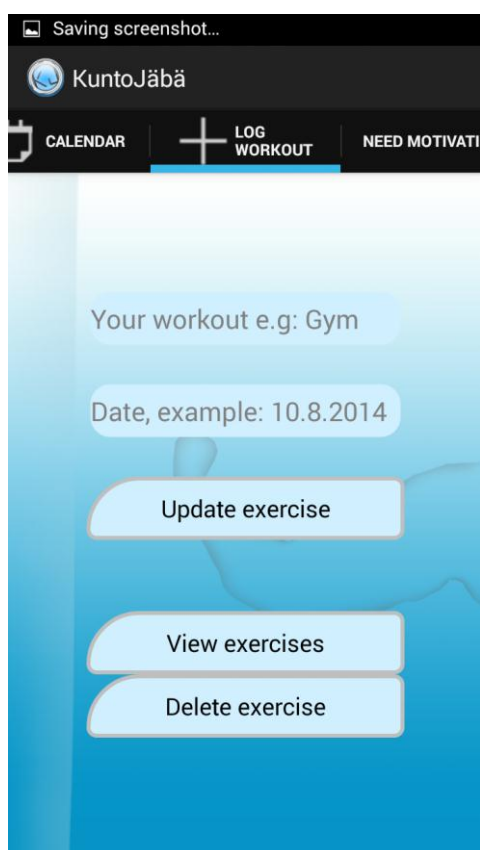 Saving screenshot...
KuntoJäbä
CALENDAR
LOG
WORKOUT
NEED MOTIVATI
Your workout e.g: Gym
Date, example: 10.8.2014
Update exercise
View exercises
Delete exercise